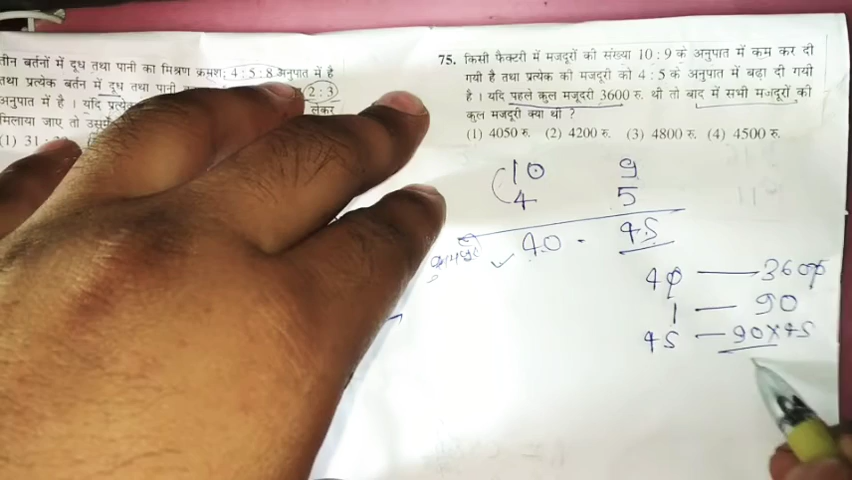 तीन बर्तनों में दूध तथा पानी का मिश्रण क्रमश: 4 : 5 : 8 अनुपात में है
तथा प्रत्येक बर्तन में दूध तथा पानी 2 : 3
अनुपात में है । यदि प्रत्येक लेकर
मिलाया जाए तो उसमें
(1) 31
75. किसी फैक्टरी में मजदूरों की संख्या 10 : 9 के अनुपात में कम कर दी
गयी है तथा प्रत्येक की मजदूरी को 4 : 5 के अनुपात में बढ़ा दी गयी
है । यदि पहले कुल मजूदरी 3600 रु. थी तो बाद में सभी मजदूरों की
कुल मजदूरी क्या थी ?
(1) 4050 रु. (2) 4200 रु. (3) 4800 रु. (4) 4500 रु.
10 9
4 5
40 - 45
40 — 3600
1 — 90
45 — 90×45